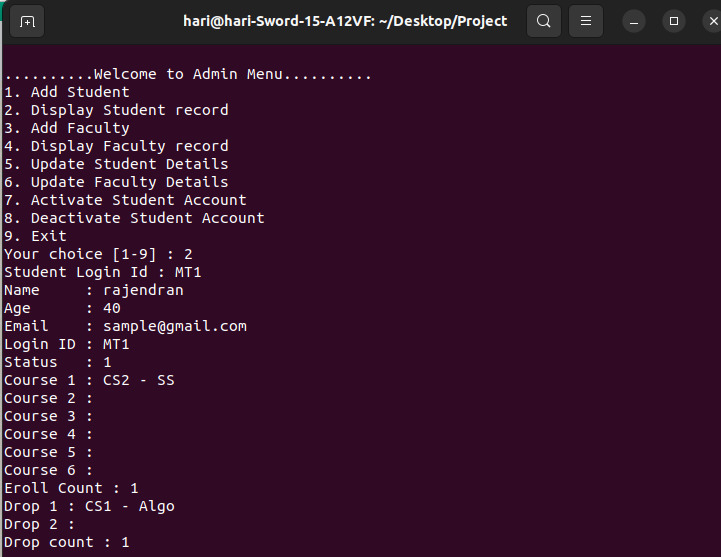 hari@hari-Sword-15-A12VF: ~/Desktop/Project
..........Welcome to Admin Menu..........
1. Add Student
2. Display Student record
3. Add Faculty
4. Display Faculty record
5. Update Student Details
6. Update Faculty Details
7. Activate Student Account
8. Deactivate Student Account
9. Exit
Your choice [1-9] : 2
Student Login Id : MT1
Name     : rajendran
Age      : 40
Email    : sample@gmail.com
Login ID : MT1
Status   : 1
Course 1 : CS2 - SS
Course 2 :
Course 3 :
Course 4 :
Course 5 :
Course 6 :
Eroll Count : 1
Drop 1 : CS1 - Algo
Drop 2 :
Drop count : 1